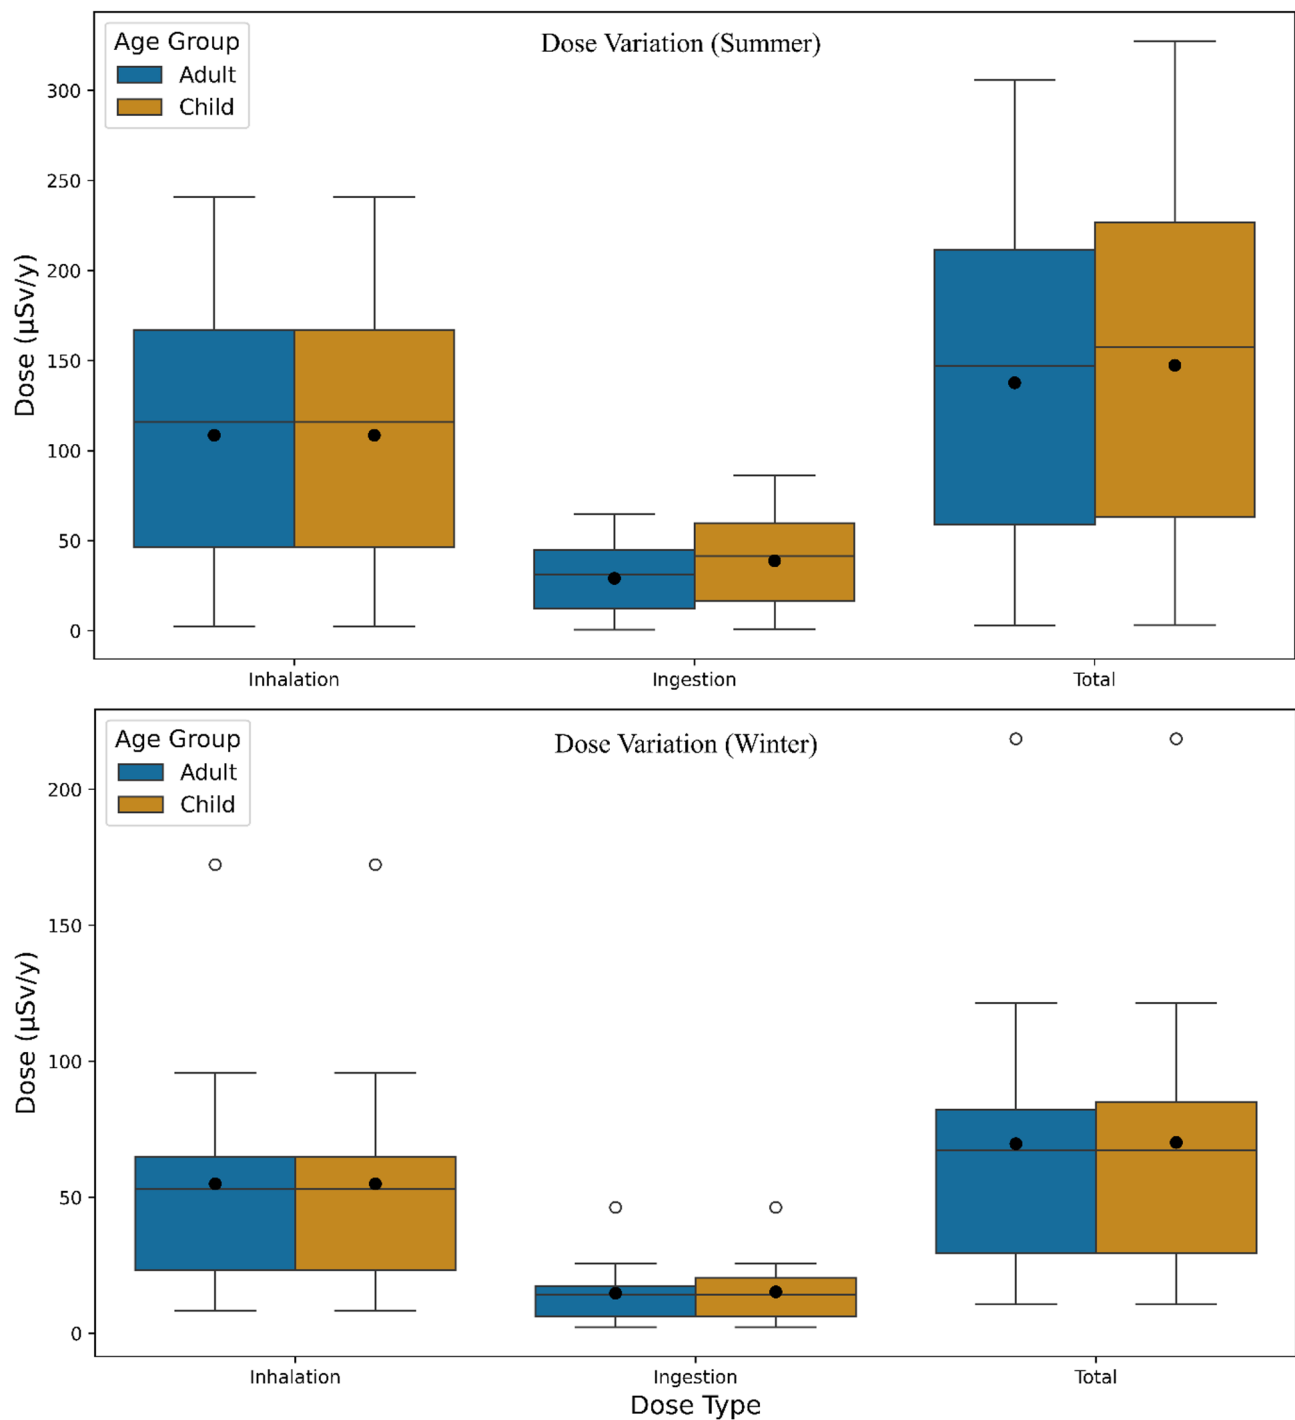 Dose Variation (Summer)
Age Group
Adult
Child
Dose (µSv/y)
300
250
200
150
100
50
0
Inhalation
Ingestion
Total
Dose Variation (Winter)
Age Group
Adult
Child
Dose (µSv/y)
200
150
100
50
0
Inhalation
Ingestion
Total
Dose Type